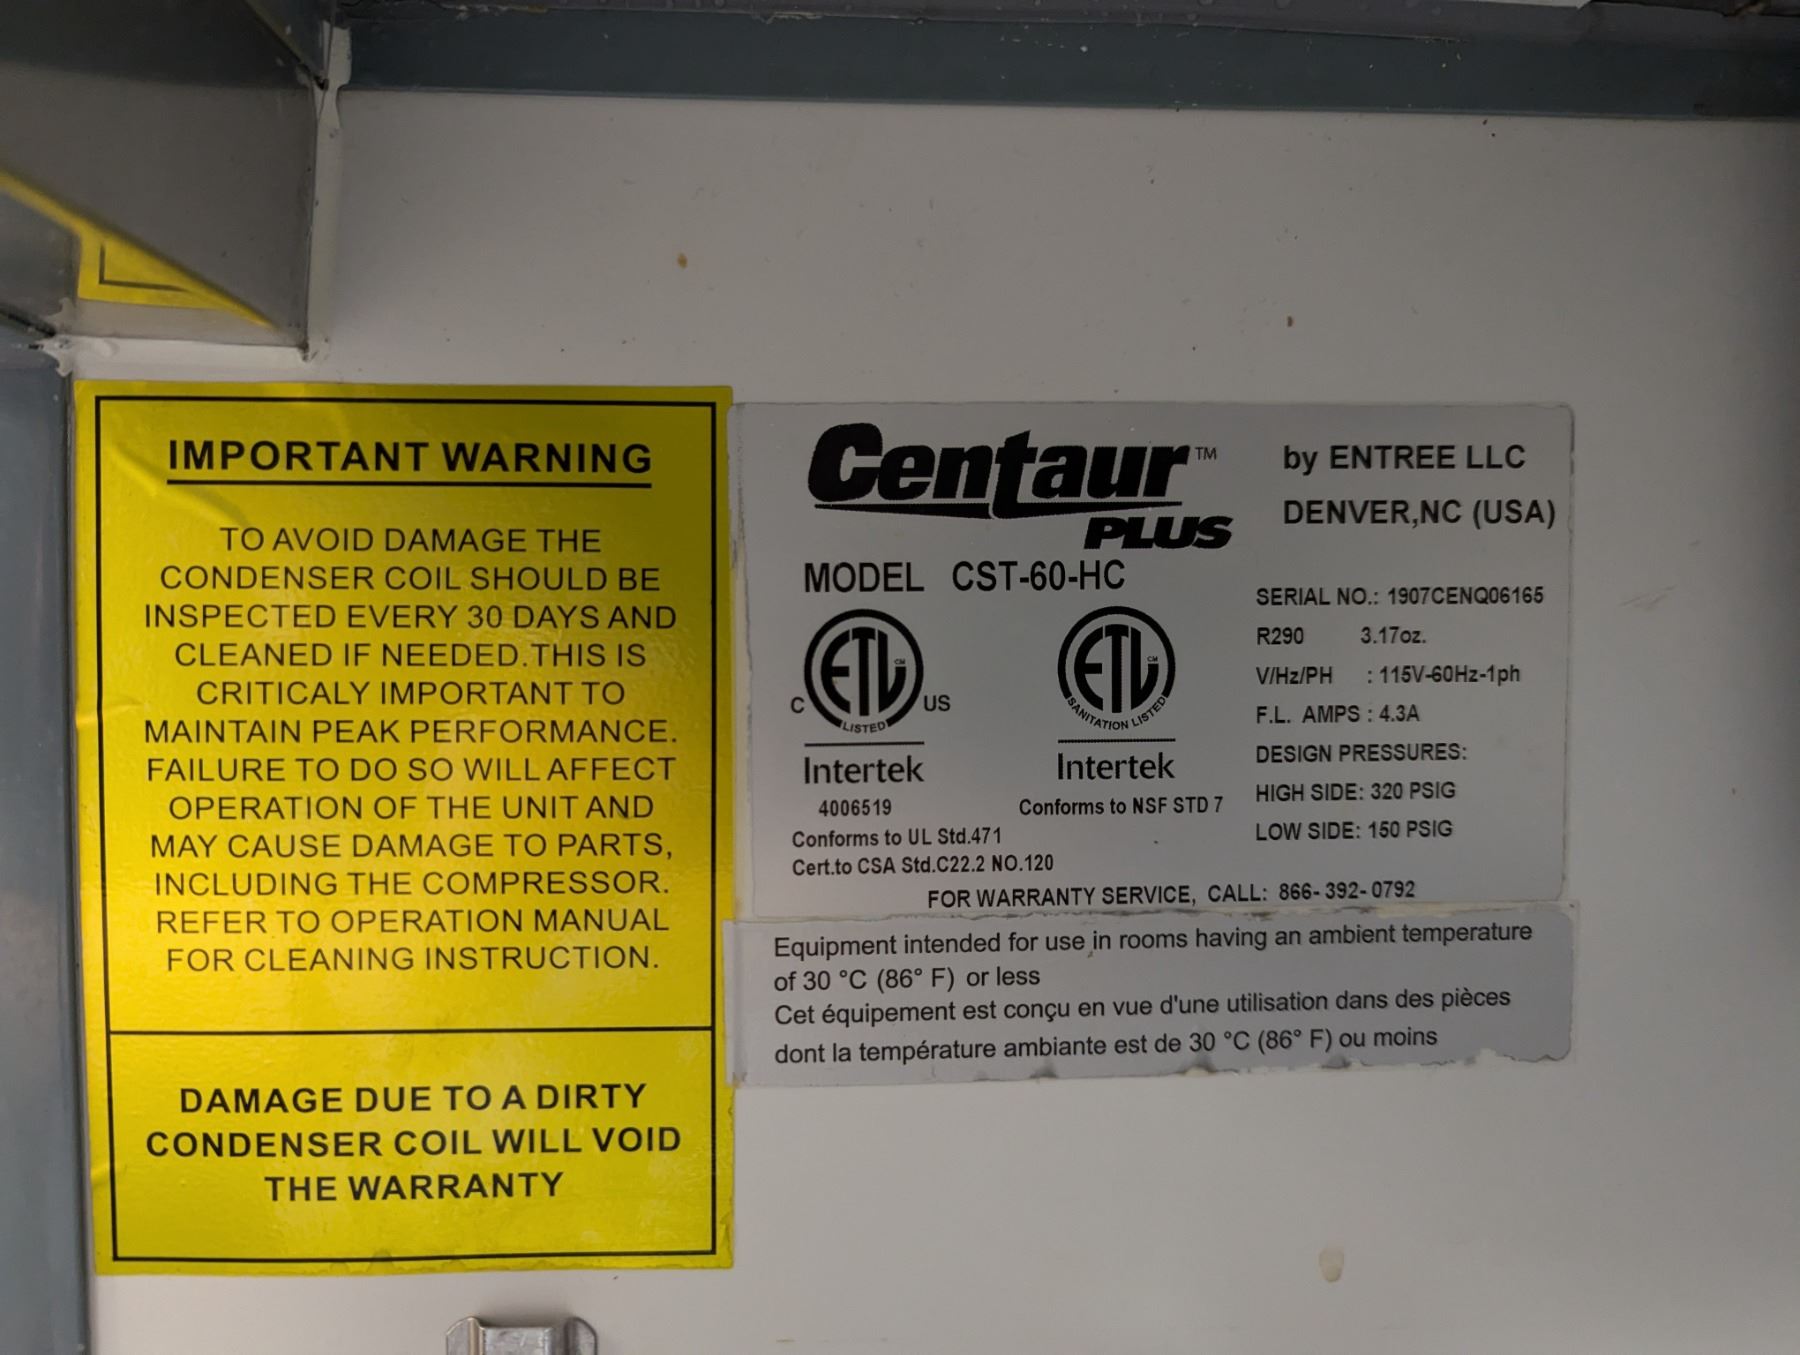 IMPORTANT WARNING
TO AVOID DAMAGE THE
CONDENSER COIL SHOULD BE
INSPECTED EVERY 30 DAYS AND
CLEANED IF NEEDED.THIS IS
CRITICALY IMPORTANT TO
MAINTAIN PEAK PERFORMANCE.
FAILURE TO DO SO WILL AFFECT
OPERATION OF THE UNIT AND
MAY CAUSE DAMAGE TO PARTS,
INCLUDING THE COMPRESSOR.
REFER TO OPERATION MANUAL
FOR CLEANING INSTRUCTION.
DAMAGE DUE TO A DIRTY
CONDENSER COIL WILL VOID
THE WARRANTY
Centaur™
PLUS
by ENTREE LLC
DENVER,NC (USA)
MODEL CST-60-HC
C ETL CM US
LISTED
Intertek
4006519
Conforms to UL Std.471
Cert.to CSA Std.C22.2 NO.120
ETL CM
SANITATION LISTED
Intertek
Conforms to NSF STD 7
SERIAL NO.: 1907CENQ06165
R290 3.17oz.
V/Hz/PH : 115V-60Hz-1ph
F.L. AMPS : 4.3A
DESIGN PRESSURES:
HIGH SIDE: 320 PSIG
LOW SIDE: 150 PSIG
FOR WARRANTY SERVICE, CALL: 866-392-0792
Equipment intended for use in rooms having an ambient temperature
of 30 °C (86° F) or less
Cet équipement est conçu en vue d'une utilisation dans des pièces
dont la température ambiante est de 30 °C (86° F) ou moins